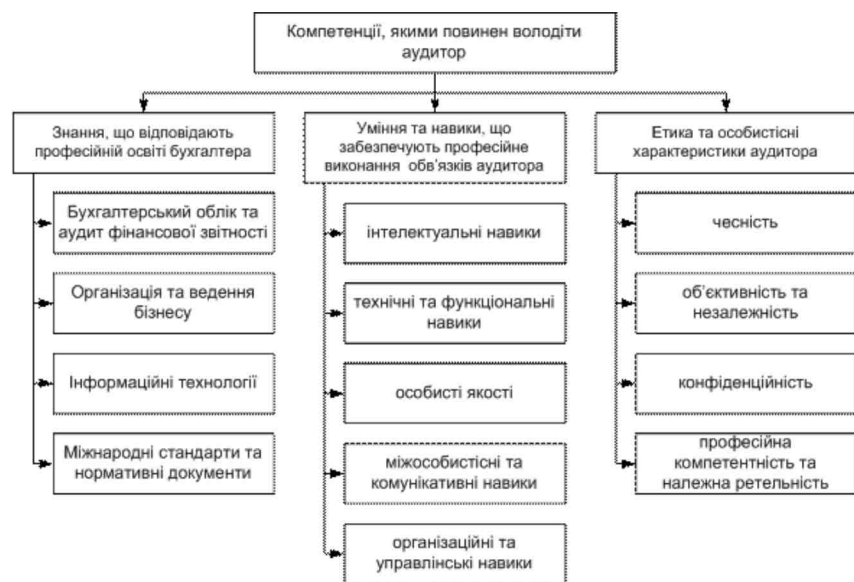 Компетенції, якими повинен володіти
аудитор
Знання, що відповідають
професійній освіті бухгалтера
Бухгалтерський облік та
аудит фінансової звітності
Організація та ведення
бізнесу
Інформаційні технології
Міжнародні стандарти та
нормативні документи
Уміння та навики, що
забезпечують професійне
виконання обв'язків аудитора
інтелектуальні навики
технічні та функціональні
навики
особисті якості
міжособистісні та
комунікативні навики
організаційні та
управлінські навики
Етика та особистісні
характеристики аудитора
чесність
об'єктивність та
незалежність
конфіденційність
професійна
компетентність та
належна ретельність